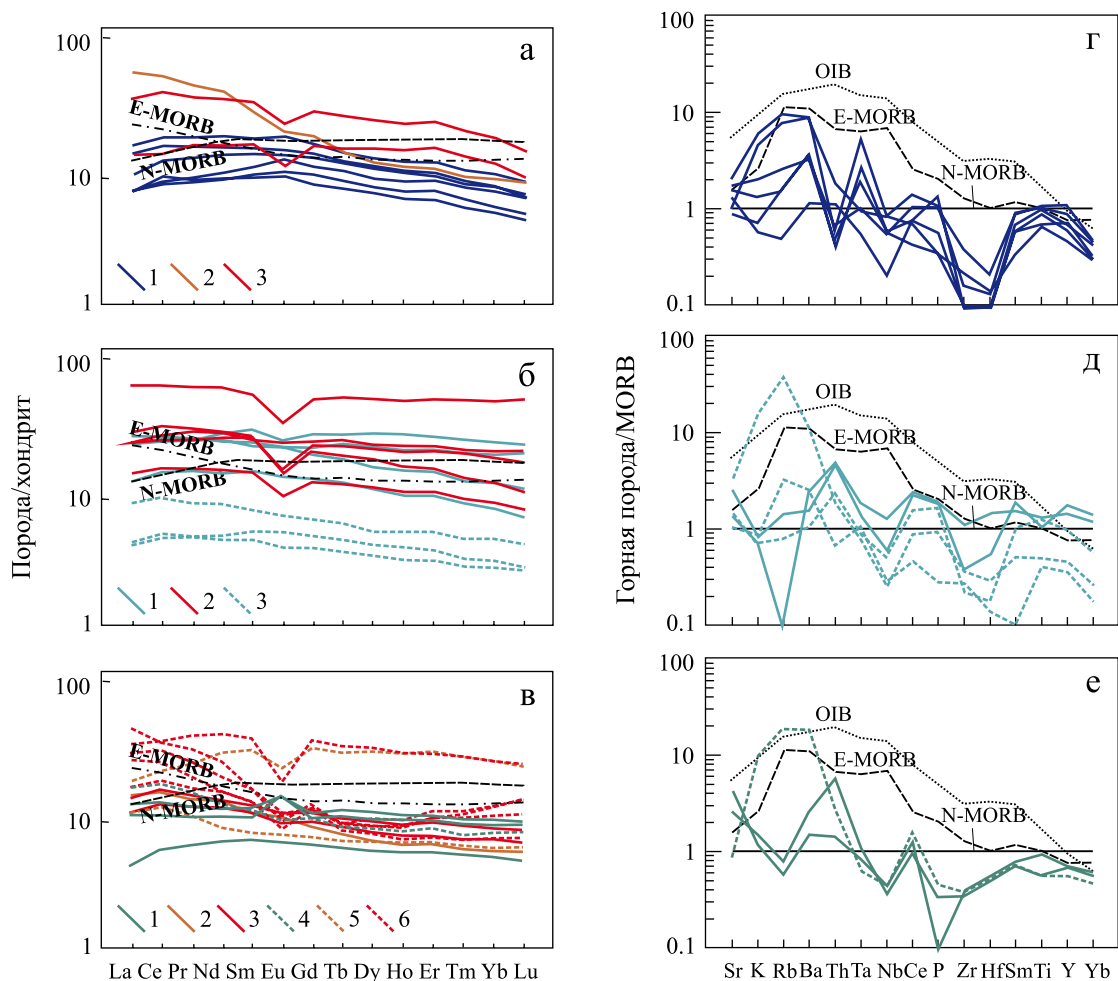 Порода/хондрит
100
а
E-MORB
N-MORB
10
1 2 3
1
100
б
E-MORB
N-MORB
10
1 2 3
1
100
в
E-MORB
N-MORB
10
1 2 3 4 5 6
1
La Ce Pr Nd Sm Eu Gd Tb Dy Ho Er Tm Yb Lu
Горная порода/MORB
100
г
OIB
10
E-MORB
N-MORB
1
0.1
100
д
OIB
10
E-MORB
N-MORB
1
0.1
100
е
OIB
10
E-MORB
N-MORB
1
0.1
Sr K Rb Ba Th Ta Nb Ce P Zr Hf Sm Ti Y Yb